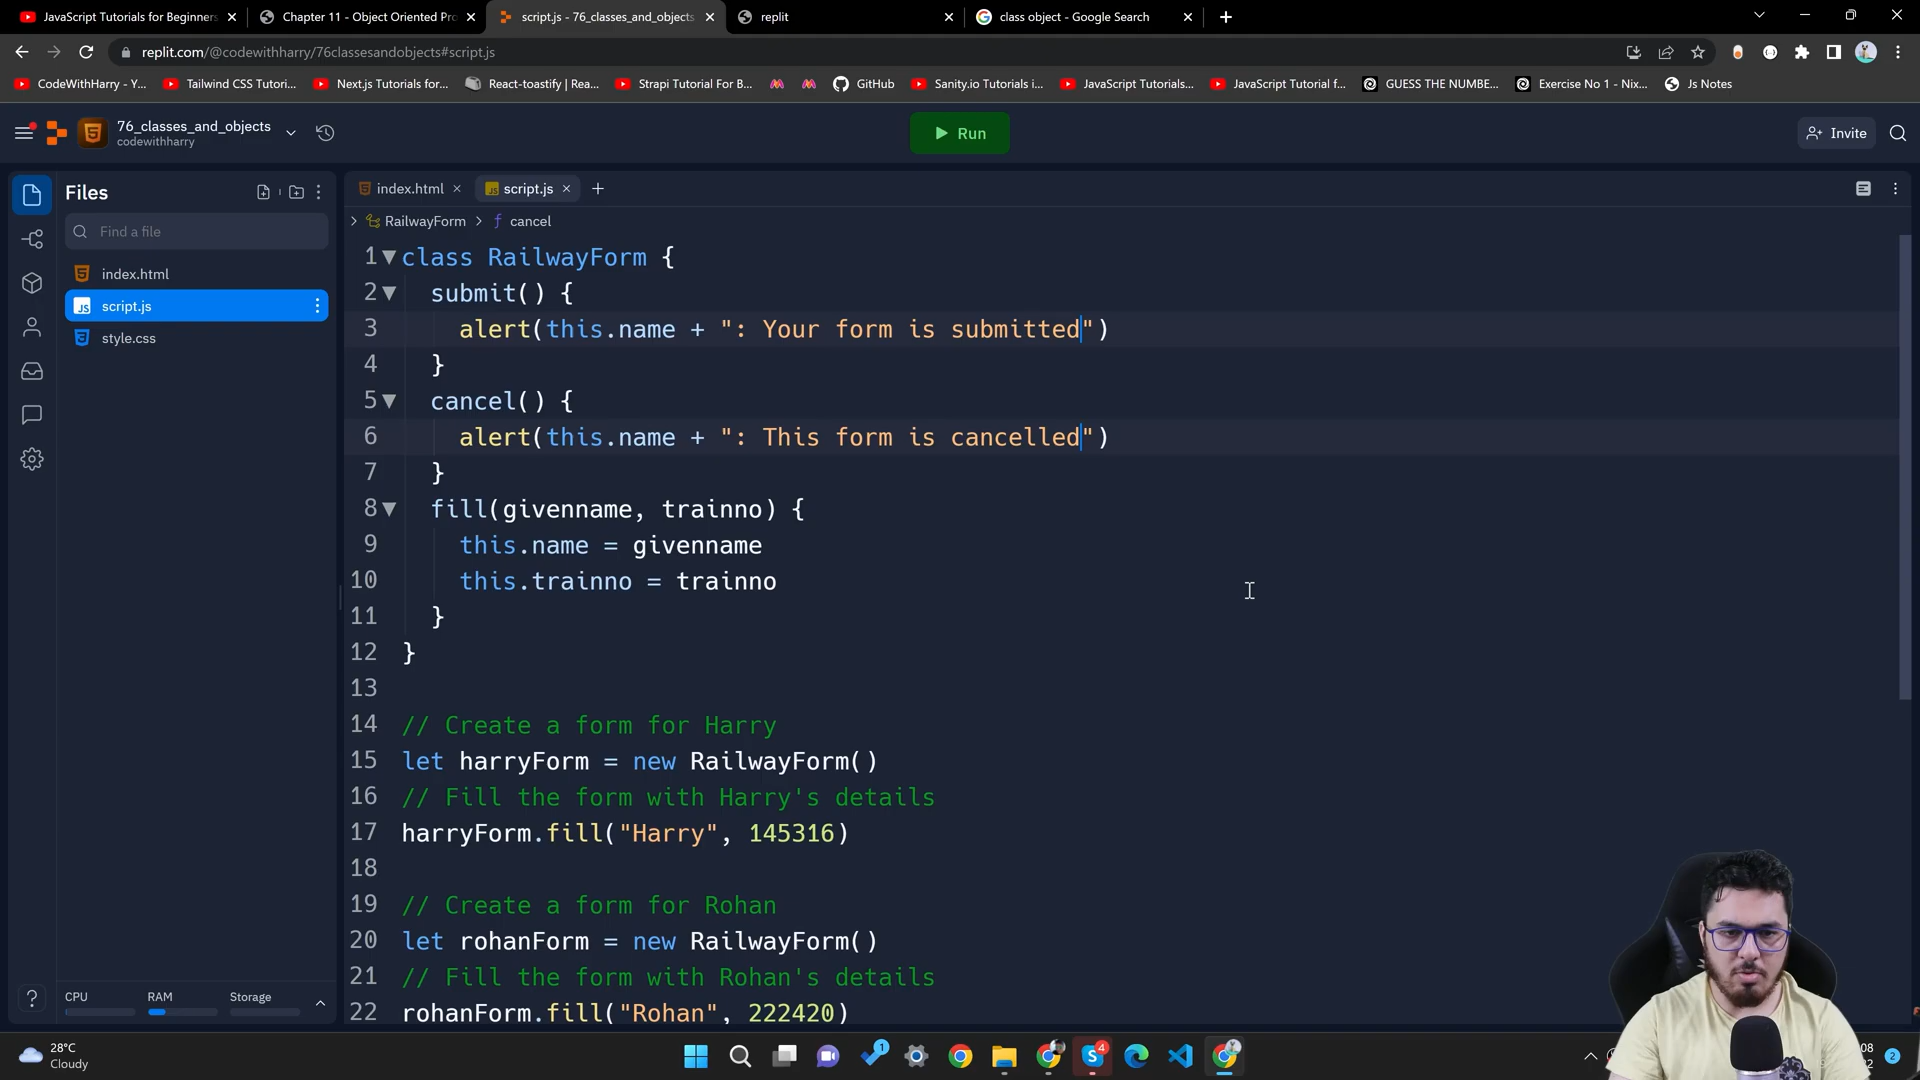 JavaScript Tutorials for Beginners
Chapter 11 - Object Oriented Pro
script.js - 76_classes_and_objects
replit
class object - Google Search
replit.com/@codewithharry/76classesandobjects#script.js
CodeWithHarry - Y...
Tailwind CSS Tutori...
Next.js Tutorials for...
React-toastify | Rea...
Strapi Tutorial For B...
GitHub
Sanity.io Tutorials i...
JavaScript Tutorials...
JavaScript Tutorial f...
GUESS THE NUMBE...
Exercise No 1 - Nix...
Js Notes
76_classes_and_objects
codewithharry
Run
Invite
Files
Find a file
index.html
script.js
style.css
index.html
script.js
RailwayForm
cancel
1 class RailwayForm {
2 submit() {
3 alert(this.name + ": Your form is submitted")
4 }
5 cancel() {
6 alert(this.name + ": This form is cancelled")
7 }
8 fill(givenname, trainno) {
9 this.name = givenname
10 this.trainno = trainno
11 }
12 }
13
14 // Create a form for Harry
15 let harryForm = new RailwayForm()
16 // Fill the form with Harry's details
17 harryForm.fill("Harry", 145316)
18
19 // Create a form for Rohan
20 let rohanForm = new RailwayForm()
21 // Fill the form with Rohan's details
22 rohanForm.fill("Rohan", 222420)
CPU
RAM
Storage
28°C
Cloudy
1
4
2